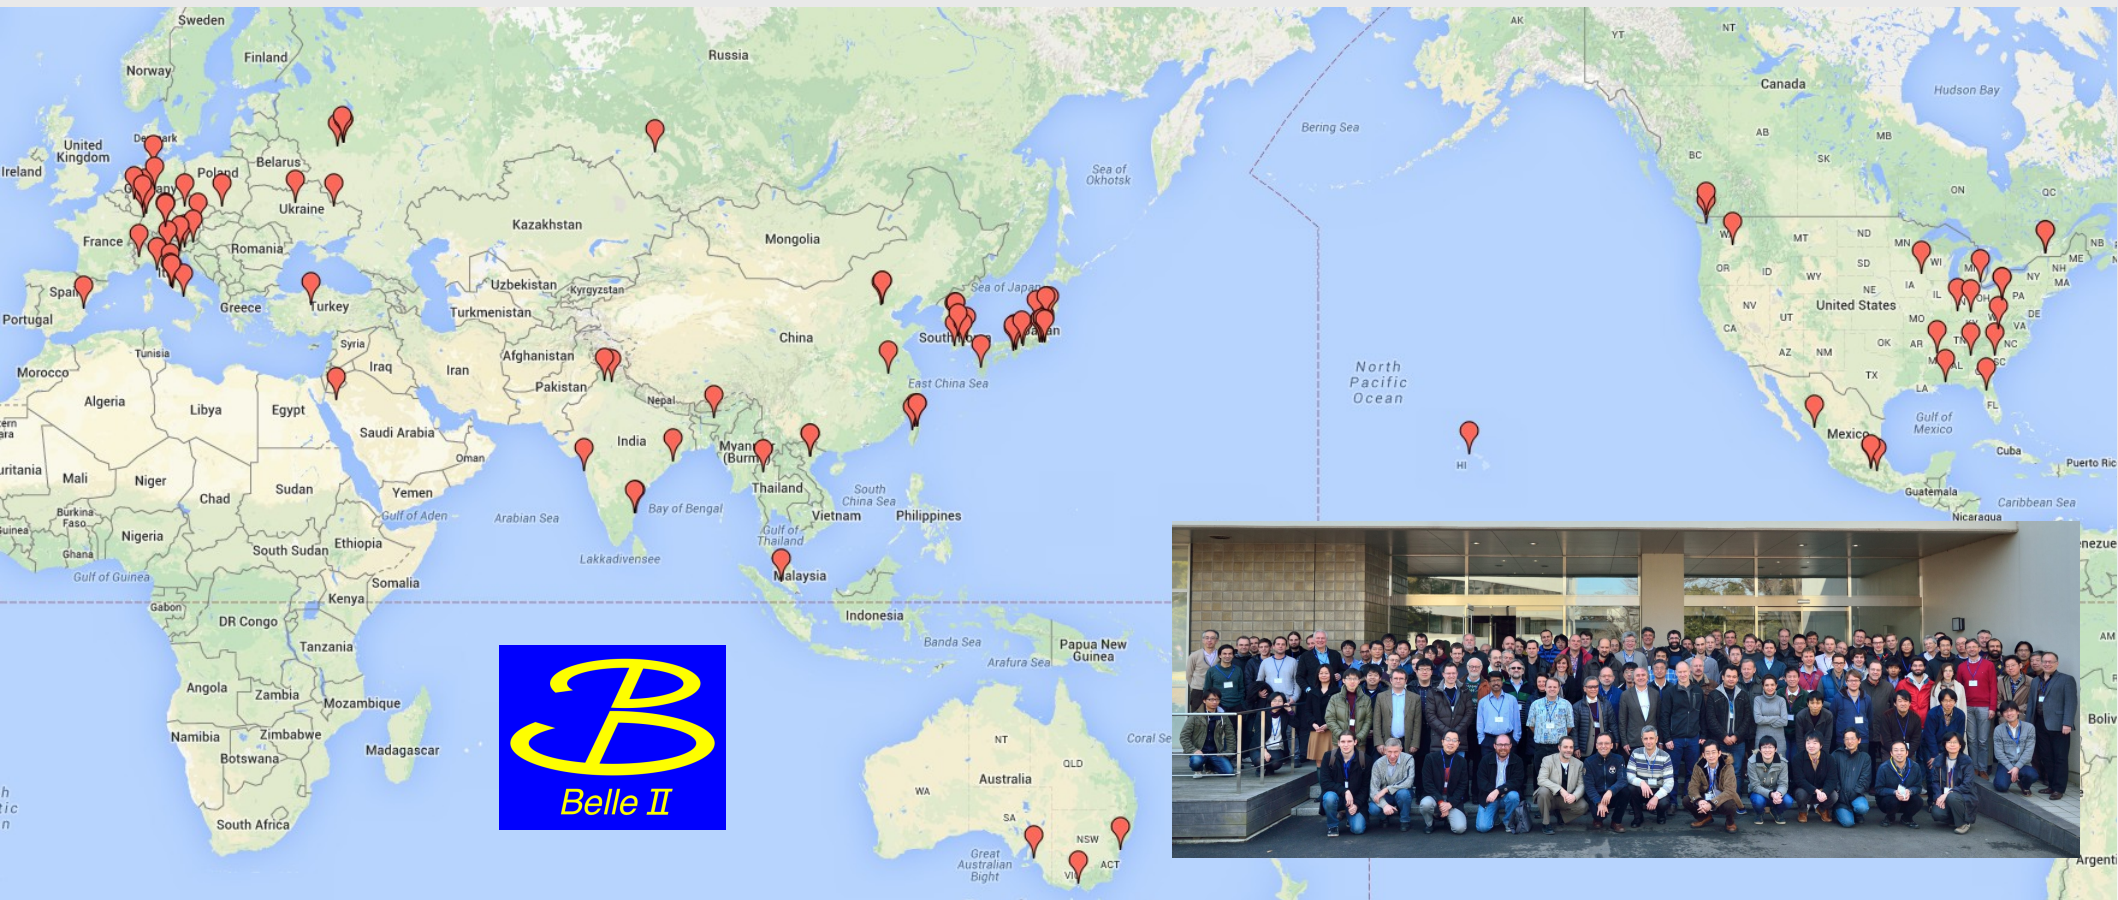 Sweden
Finland
Norway
Russia
AK
YT
NT
Canada
Hudson Bay
United
Kingdom
Ireland
Belarus
Poland
Bering Sea
Sea of
Okhotsk
AB
MB
BC
SK
ON
QC
Ukraine
France
Romania
Kazakhstan
Mongolia
MT
ND
MN
NB
ME
OR
ID
WY
SD
WI
NY
NH
MA
Portugal
Greece
Turkey
Uzbekistan
Kyrgyzstan
Turkmenistan
Sea of Japan
China
NV
UT
NE
IA
IL
PA
United States
CA
MO
VA
DE
Tunisia
Syria
Iraq
Iran
Afghanistan
Pakistan
Morocco
Algeria
Libya
Egypt
Saudi Arabia
Nepal
East China Sea
North
Pacific
Ocean
AZ
NM
OK
AR
NC
SC
TX
LA
AL
FL
Gulf of
Mexico
Mexico
Cuba
Puerto Ric
Mali
Niger
Chad
Sudan
Oman
Yemen
India
Thailand
Vietnam
HI
Guatemala
Caribbean Sea
Nicaragua
Burkina
Faso
Ghana
Nigeria
Gulf of Aden
Arabian Sea
Bay of Bengal
South
China Sea
Philippines
South Sudan
Ethiopia
Gulf of
Thailand
Lakkadivensee
Gulf of Guinea
Somalia
Malaysia
Gabon
Kenya
DR Congo
Indonesia
Tanzania
Banda Sea
Arafura Sea
Papua New
Guinea
AM
Angola
Zambia
Mozambique
Namibia
Zimbabwe
Botswana
Madagascar
South Africa
NT
QLD
Coral Se
Australia
WA
SA
NSW
ACT
Great
Australian
Bight
Boliv
Argenti
B
Belle II